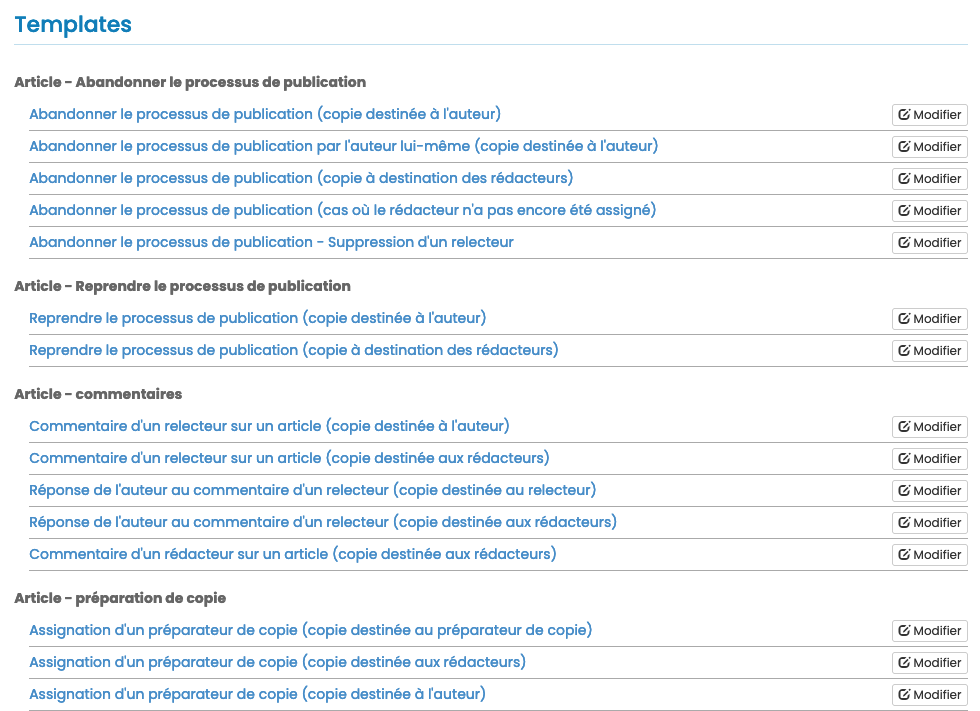 Templates
Article - Abandonner le processus de publication
Abandonner le processus de publication (copie destinée à l'auteur)
Modifier
Abandonner le processus de publication par l'auteur lui-même (copie destinée à l'auteur)
Modifier
Abandonner le processus de publication (copie à destination des rédacteurs)
Modifier
Abandonner le processus de publication (cas où le rédacteur n'a pas encore été assigné)
Modifier
Abandonner le processus de publication - Suppression d'un relecteur
Modifier
Article - Reprendre le processus de publication
Reprendre le processus de publication (copie destinée à l'auteur)
Modifier
Reprendre le processus de publication (copie à destination des rédacteurs)
Modifier
Article - commentaires
Commentaire d'un relecteur sur un article (copie destinée à l'auteur)
Modifier
Commentaire d'un relecteur sur un article (copie destinée aux rédacteurs)
Modifier
Réponse de l'auteur au commentaire d'un relecteur (copie destinée au relecteur)
Modifier
Réponse de l'auteur au commentaire d'un relecteur (copie destinée aux rédacteurs)
Modifier
Commentaire d'un rédacteur sur un article (copie destinée aux rédacteurs)
Modifier
Article - préparation de copie
Assignation d'un préparateur de copie (copie destinée au préparateur de copie)
Modifier
Assignation d'un préparateur de copie (copie destinée aux rédacteurs)
Modifier
Assignation d'un préparateur de copie (copie destinée à l'auteur)
Modifier